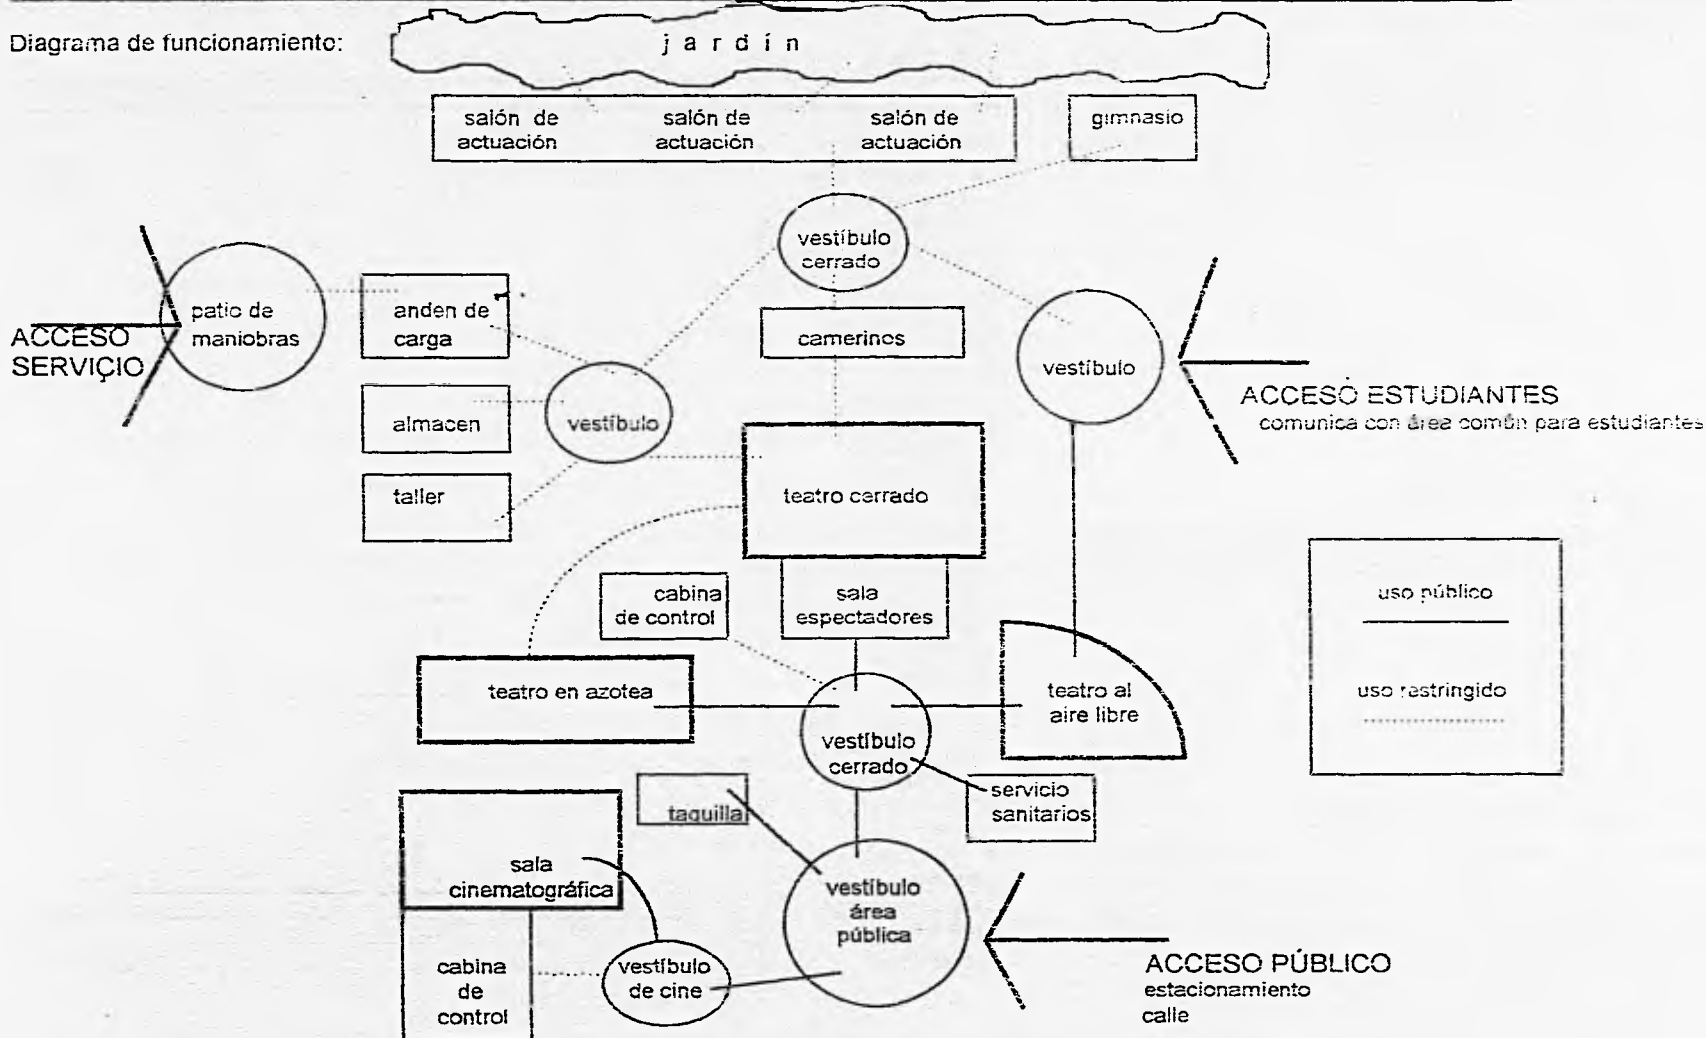 Diagrama de funcionamiento:
j a r d í n
salón de
actuación
salón de
actuación
salón de
actuación
gimnasio
vestíbulo
cerrado
patio de
maniobras
anden de
carga
ACCESO
SERVIÇIO
camerinos
vestíbulo
ACCESÓ ESTUDIANTES
comunica con área común para estudiantes
almacen
vestíbulo
taller
teatro cerrado
cabina
de control
sala
espectadores
uso público
uso restringido
teatro en azotea
teatro al
aire libre
vestíbulo
cerrado
servicio
sanitarios
taquilla
sala
cinematográfica
vestíbulo
área
pública
cabina
de
control
vestíbulo
de cine
ACCESO PÚBLICO
estacionamiento
calle